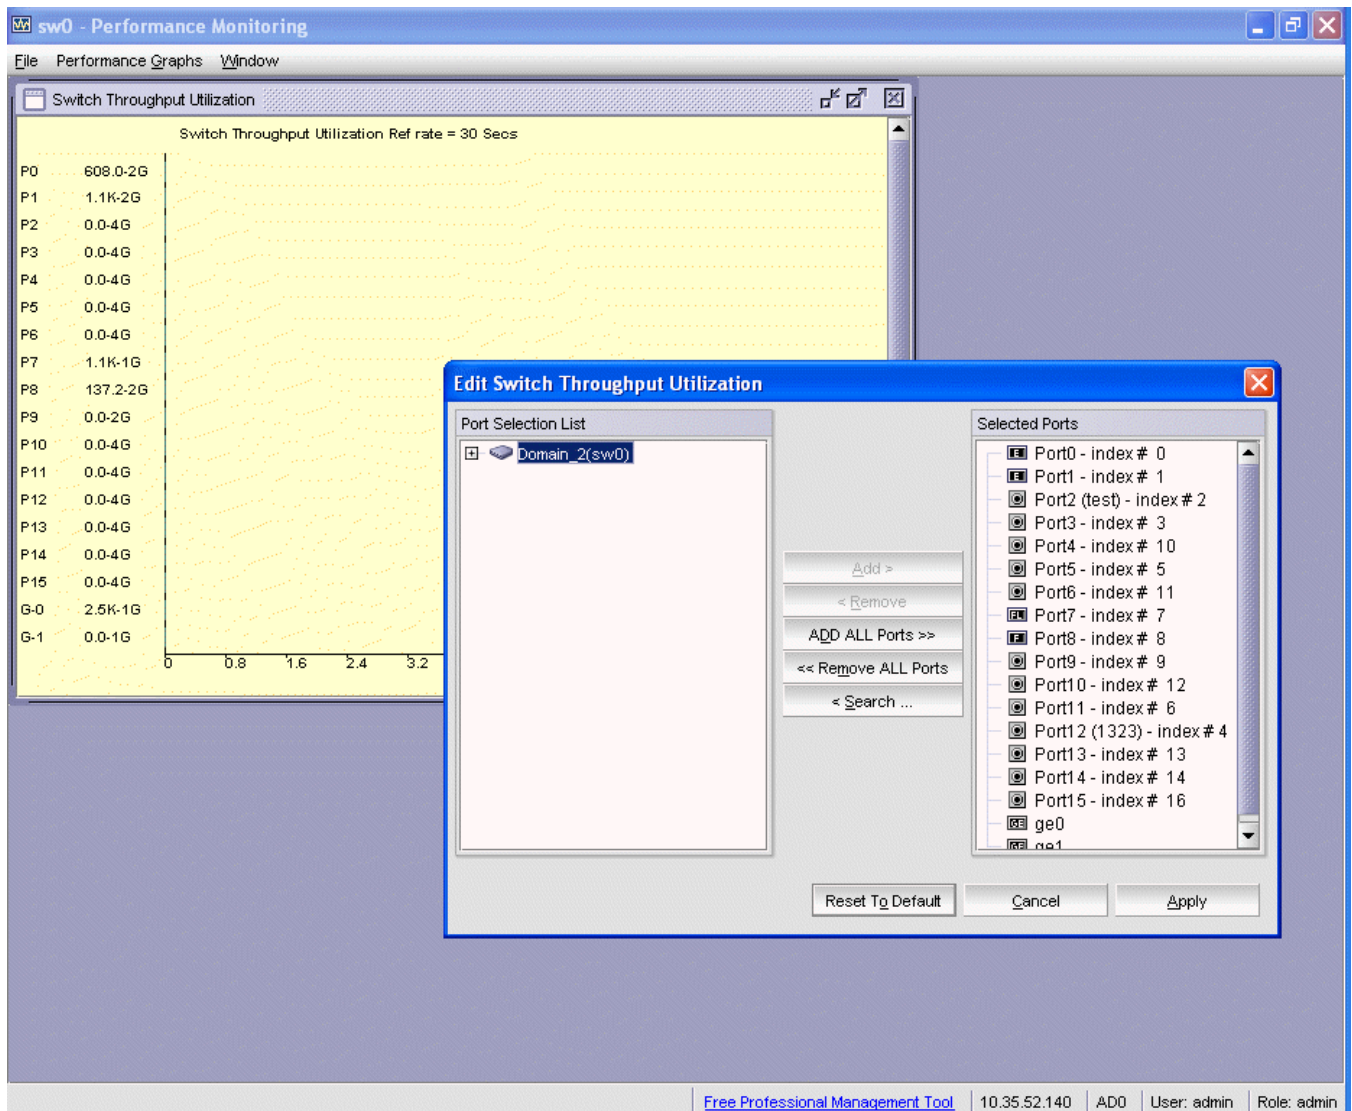 sw0 - Performance Monitoring
File Performance Graphs Window
Switch Throughput Utilization
Switch Throughput Utilization Ref rate = 30 Secs
P0 608.0-2G
P1 1.1K-2G
P2 0.0-4G
P3 0.0-4G
P4 0.0-4G
P5 0.0-4G
P6 0.0-4G
P7 1.1K-1G
P8 137.2-2G
P9 0.0-2G
P10 0.0-4G
P11 0.0-4G
P12 0.0-4G
P13 0.0-4G
P14 0.0-4G
P15 0.0-4G
G-0 2.5K-1G
G-1 0.0-1G
0 0.8 1.6 2.4 3.2
Edit Switch Throughput Utilization
Port Selection List
Domain_2(sw0)
Add >
< Remove
ADD ALL Ports >>
<< Remove ALL Ports
< Search ...
Selected Ports
E Port0 - index # 0
E Port1 - index # 1
Port2 (test) - index # 2
Port3 - index # 3
Port4 - index # 10
Port5 - index # 5
Port6 - index # 11
FL Port7 - index # 7
F Port8 - index # 8
Port9 - index # 9
Port10 - index # 12
Port11 - index # 6
Port12 (1323) - index # 4
Port13 - index # 13
Port14 - index # 14
Port15 - index # 16
GE ge0
GE ge1
Reset To Default Cancel Apply
Free Professional Management Tool 10.35.52.140 AD0 User: admin Role: admin